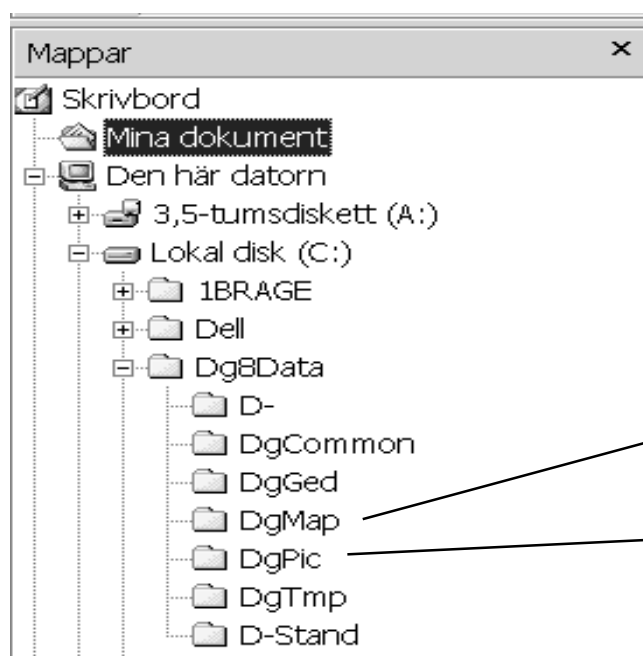 Mappar
Skrivbord
Mina dokument
Den här datorn
3,5-tumsdiskett (A:)
Lokal disk (C:)
1BRAGE
Dell
Dg8Data
D-
DgCommon
DgGed
DgMap
DgPic
DgTmp
D-Stand